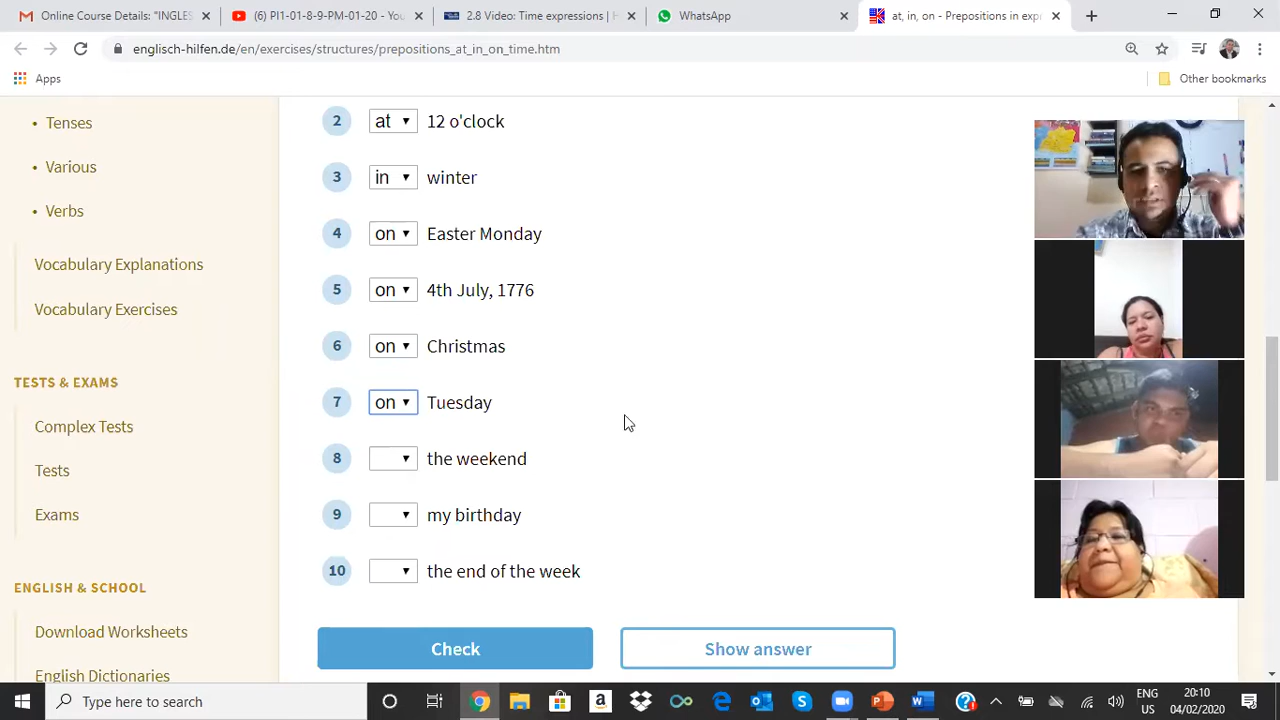 Online Course Details: "INGLES
(6) PI1-01-8-9-PM-01-20 - Y
2.8 Video: Time expressions | H
WhatsApp
at, in, on - Prepositions in exp
englisch-hilfen.de/en/exercises/structures/prepositions_at_in_on_time.htm
Apps
Other bookmarks
• Tenses
• Various
• Verbs
Vocabulary Explanations
Vocabulary Exercises
TESTS & EXAMS
Complex Tests
Tests
Exams
ENGLISH & SCHOOL
Download Worksheets
English Dictionaries
2 at 12 o'clock
3 in winter
4 on Easter Monday
5 on 4th July, 1776
6 on Christmas
7 on Tuesday
8 the weekend
9 my birthday
10 the end of the week
Check
Show answer
Type here to search
ENG
US
20:10
04/02/2020